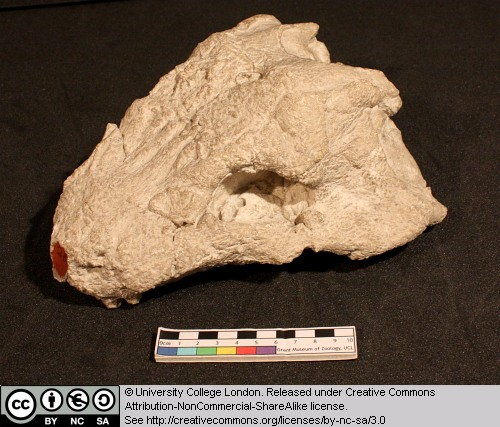 0cm 1 2 3 4 5 6 7 8 9 10
Grant Museum of Zoology, UCL
cc BY NC SA
© University College London. Released under Creative Commons
Attribution-NonCommercial-ShareAlike license.
See http://creativecommons.org/licenses/by-nc-sa/3.0